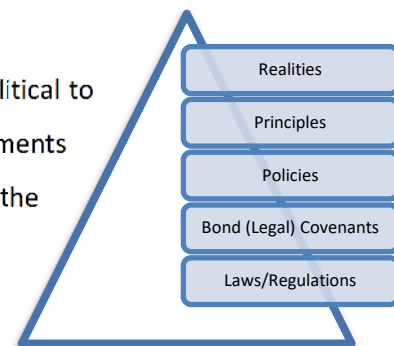 litical to
ments
the
Realities
Principles
Policies
Bond (Legal) Covenants
Laws/Regulations